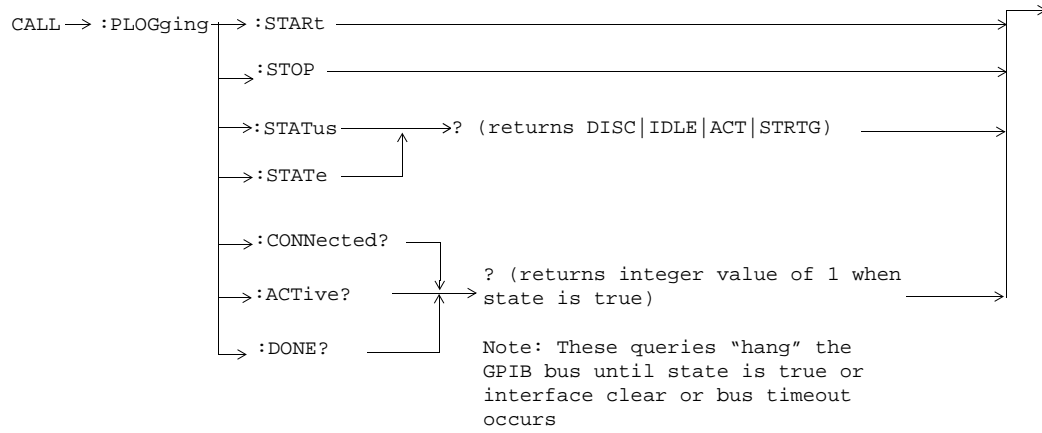 CALL :PLOGging :STARt
:STOP
:STATus ? (returns DISC|IDLE|ACT|STRTG)
:STATe
:CONNected?
? (returns integer value of 1 when
:ACTive? state is true)
:DONE? Note: These queries “hang” the
GPIB bus until state is true or
interface clear or bus timeout
occurs